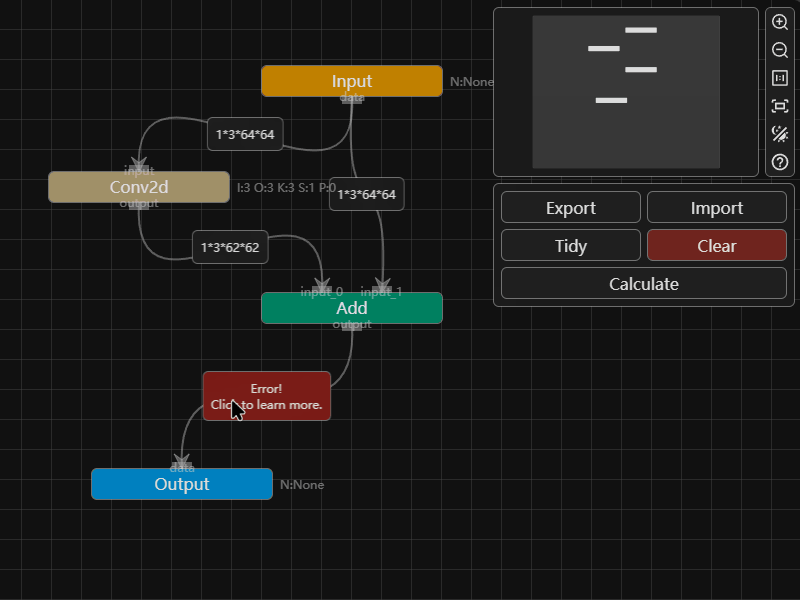 Input
data
N:None
1*3*64*64
input
Conv2d
output
I:3 O:3 K:3 S:1 P:0
1*3*64*64
1*3*62*62
input_0
input_1
Add
output
Error!
Click to learn more.
data
Output
N:None
1:1
Export
Import
Tidy
Clear
Calculate